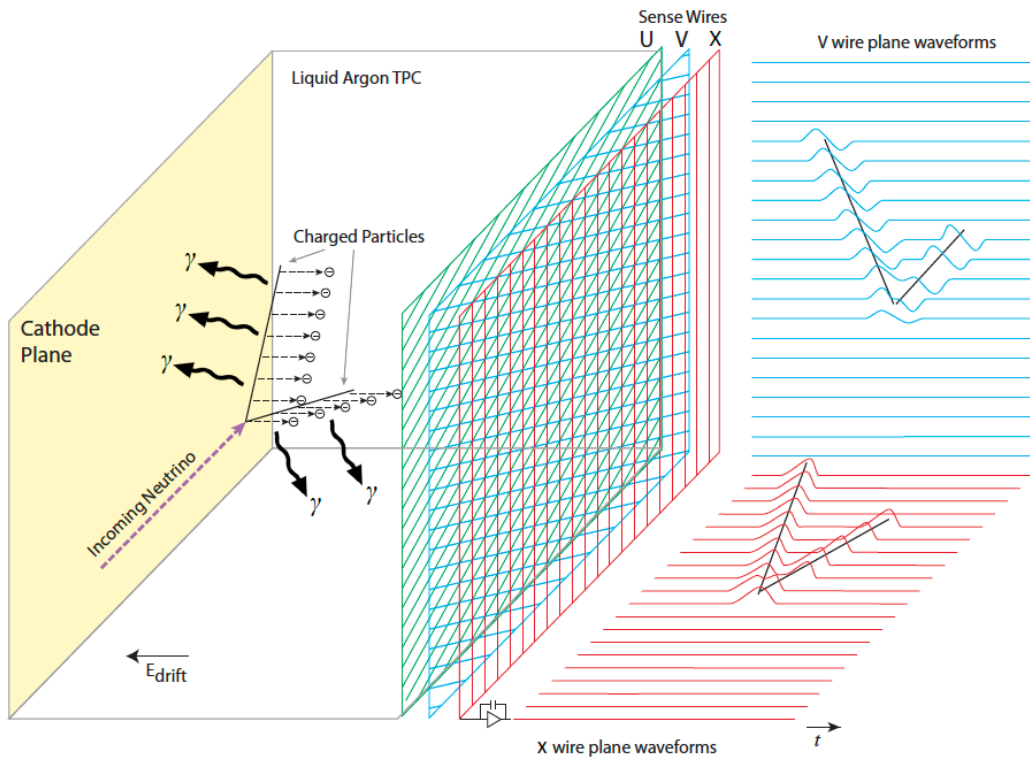 Sense Wires
U V X
V wire plane waveforms
Liquid Argon TPC
Charged Particles
γ
γ
γ
Cathode
Plane
γ
γ
Incoming Neutrino
E_drift
X wire plane waveforms
t